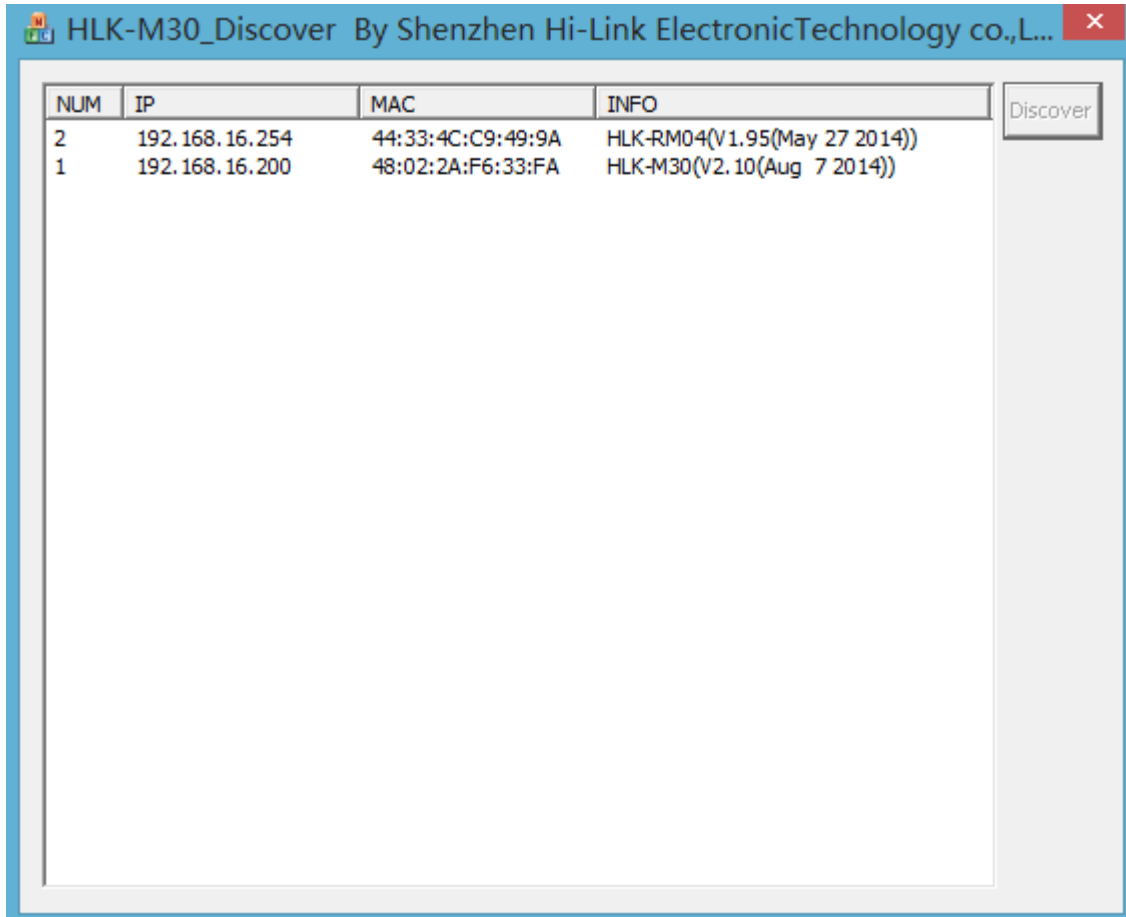 HLK-M30_Discover By Shenzhen Hi-Link ElectronicTechnology co.,L...
NUM IP MAC INFO
Discover
2 192.168.16.254 44:33:4C:C9:49:9A HLK-RM04(V1.95(May 27 2014))
1 192.168.16.200 48:02:2A:F6:33:FA HLK-M30(V2.10(Aug  7 2014))